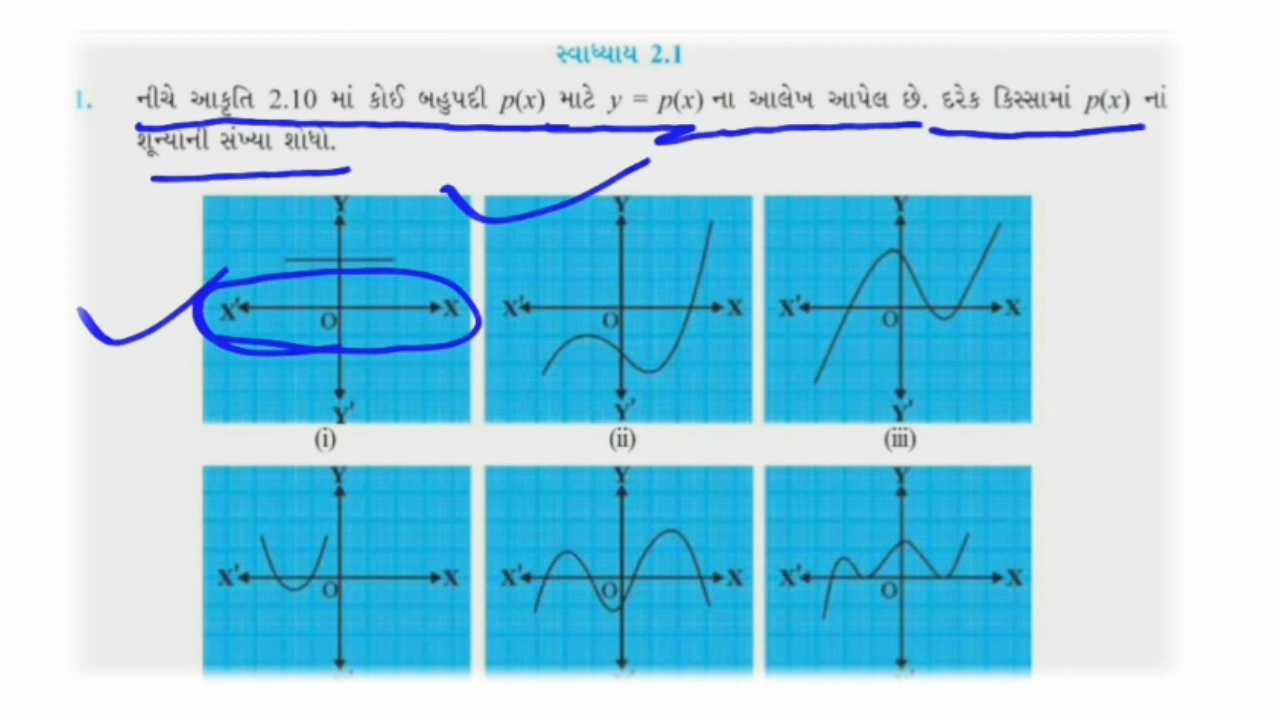 સ્વાધ્યાય 2.1
1. નીચે આકૃતિ 2.10 માં કોઈ બહુપદી p(x) માટે y = p(x) ના આલેખ આપેલ છે. દરેક કિસ્સામાં p(x) નાં
શૂન્યોની સંખ્યા શોધો.
Y Y Y
X' X X' X X' X
O O O
Y' Y' Y'
(i) (ii) (iii)
Y Y Y
X' X X' X X' X
O O O